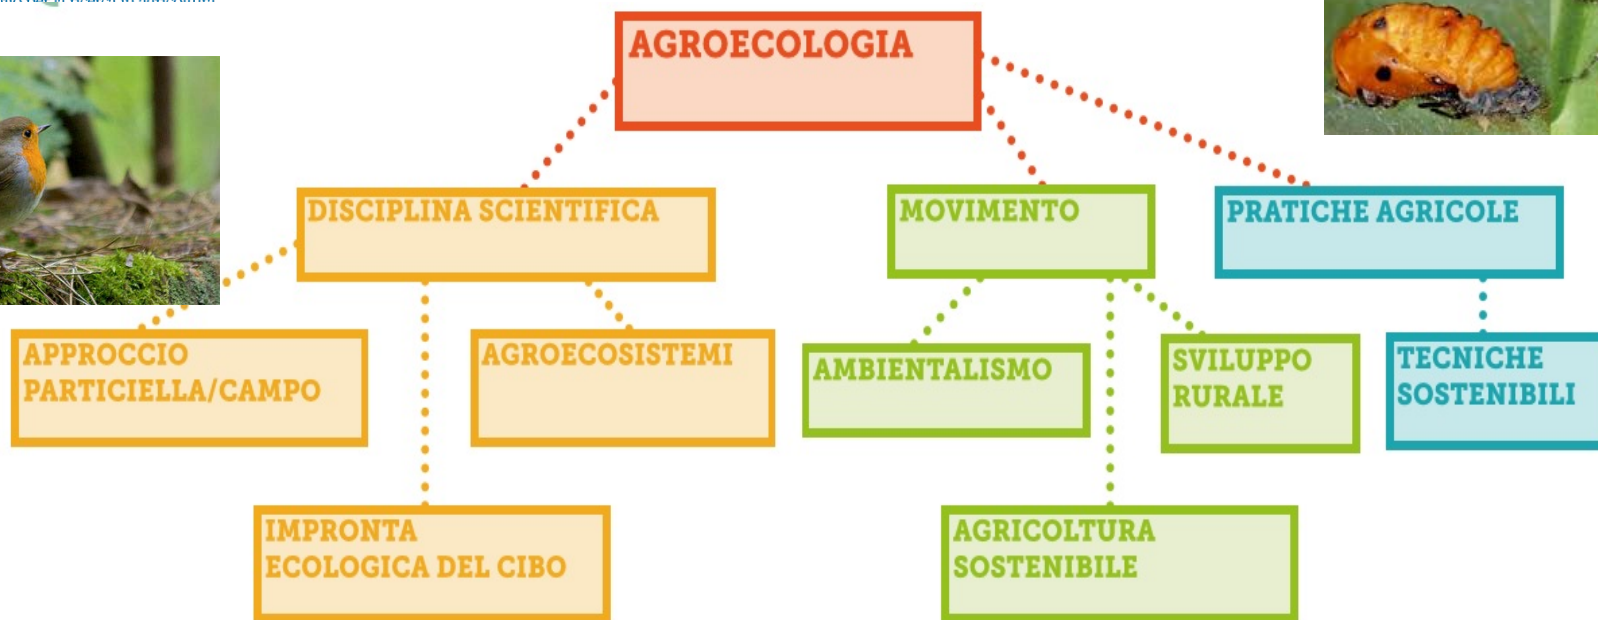 AGROECOLOGIA
DISCIPLINA SCIENTIFICA
MOVIMENTO
PRATICHE AGRICOLE
APPROCCIO
PARTICIELLA/CAMPO
AGROECOSISTEMI
AMBIENTALISMO
SVILUPPO
RURALE
TECNICHE
SOSTENIBILI
IMPRONTA
ECOLOGICA DEL CIBO
AGRICOLTURA
SOSTENIBILE